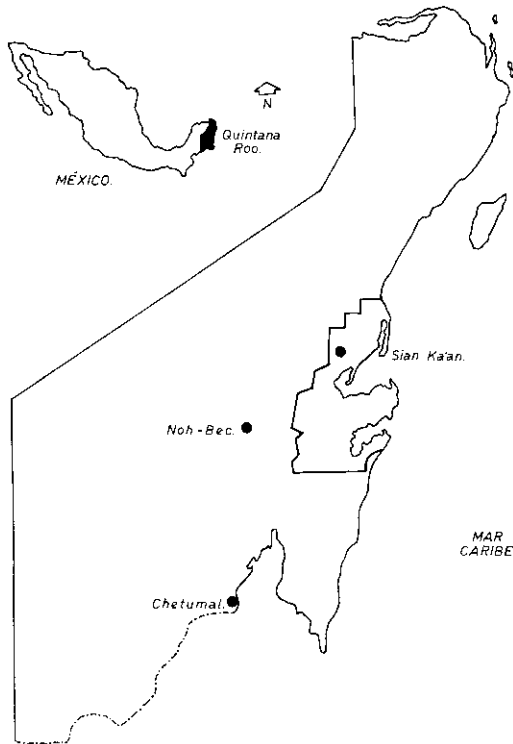 N
Quintana
Roo.
MÉXICO.
Sian Ka'an.
Noh-Bec.
MAR
CARIBE
Chetumal.